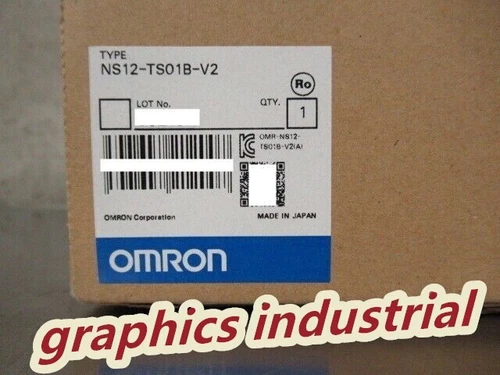 TYPE
NS12-TS01B-V2
Ro
LOT No.
QTY.
1
OMR-NS12-
TS01B-V2(A)
OMRON Corporation
MADE IN JAPAN
OMRON
graphics industrial